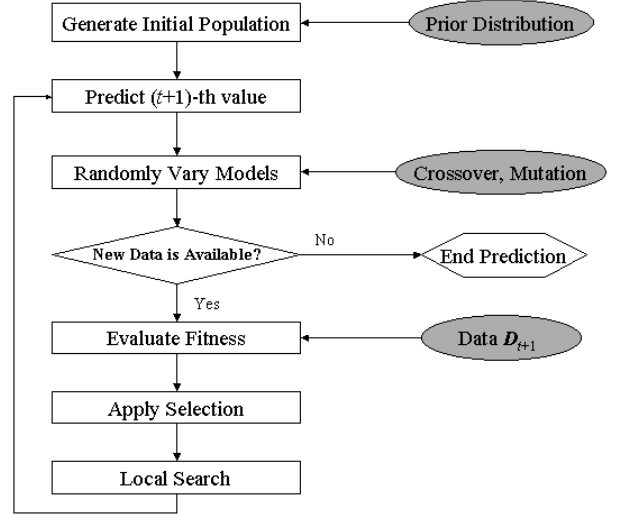 Generate Initial Population
Prior Distribution
Predict (t+1)-th value
Randomly Vary Models
Crossover, Mutation
New Data is Available?
No
End Prediction
Yes
Evaluate Fitness
Data D_{t+1}
Apply Selection
Local Search